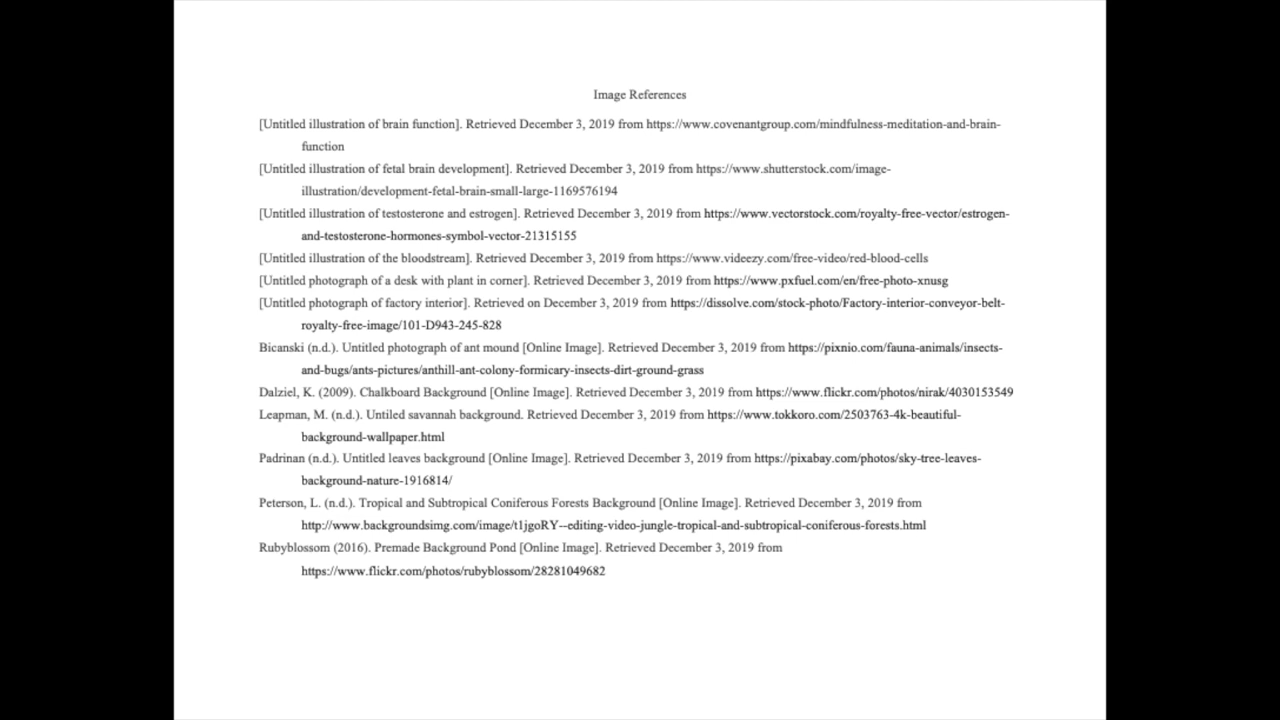 Image References
[Untitled illustration of brain function]. Retrieved December 3, 2019 from https://www.covenantgroup.com/mindfulness-meditation-and-brain-
function
[Untitled illustration of fetal brain development]. Retrieved December 3, 2019 from https://www.shutterstock.com/image-
illustration/development-fetal-brain-small-large-1169576194
[Untitled illustration of testosterone and estrogen]. Retrieved December 3, 2019 from https://www.vectorstock.com/royalty-free-vector/estrogen-
and-testosterone-hormones-symbol-vector-21315155
[Untitled illustration of the bloodstream]. Retrieved December 3, 2019 from https://www.videezy.com/free-video/red-blood-cells
[Untitled photograph of a desk with plant in corner]. Retrieved December 3, 2019 from https://www.pxfuel.com/en/free-photo-xnusg
[Untitled photograph of factory interior]. Retrieved on December 3, 2019 from https://dissolve.com/stock-photo/Factory-interior-conveyor-belt-
royalty-free-image/101-D943-245-828
Bicanski (n.d.). Untitled photograph of ant mound [Online Image]. Retrieved December 3, 2019 from https://pixnio.com/fauna-animals/insects-
and-bugs/ants-pictures/anthill-ant-colony-formicary-insects-dirt-ground-grass
Dalziel, K. (2009). Chalkboard Background [Online Image]. Retrieved December 3, 2019 from https://www.flickr.com/photos/nirak/4030153549
Leapman, M. (n.d.). Untiled savannah background. Retrieved December 3, 2019 from https://www.tokkoro.com/2503763-4k-beautiful-
background-wallpaper.html
Padrinan (n.d.). Untitled leaves background [Online Image]. Retrieved December 3, 2019 from https://pixabay.com/photos/sky-tree-leaves-
background-nature-1916814/
Peterson, L. (n.d.). Tropical and Subtropical Coniferous Forests Background [Online Image]. Retrieved December 3, 2019 from
http://www.backgroundsimg.com/image/t1jgoRY--editing-video-jungle-tropical-and-subtropical-coniferous-forests.html
Rubyblossom (2016). Premade Background Pond [Online Image]. Retrieved December 3, 2019 from
https://www.flickr.com/photos/rubyblossom/28281049682